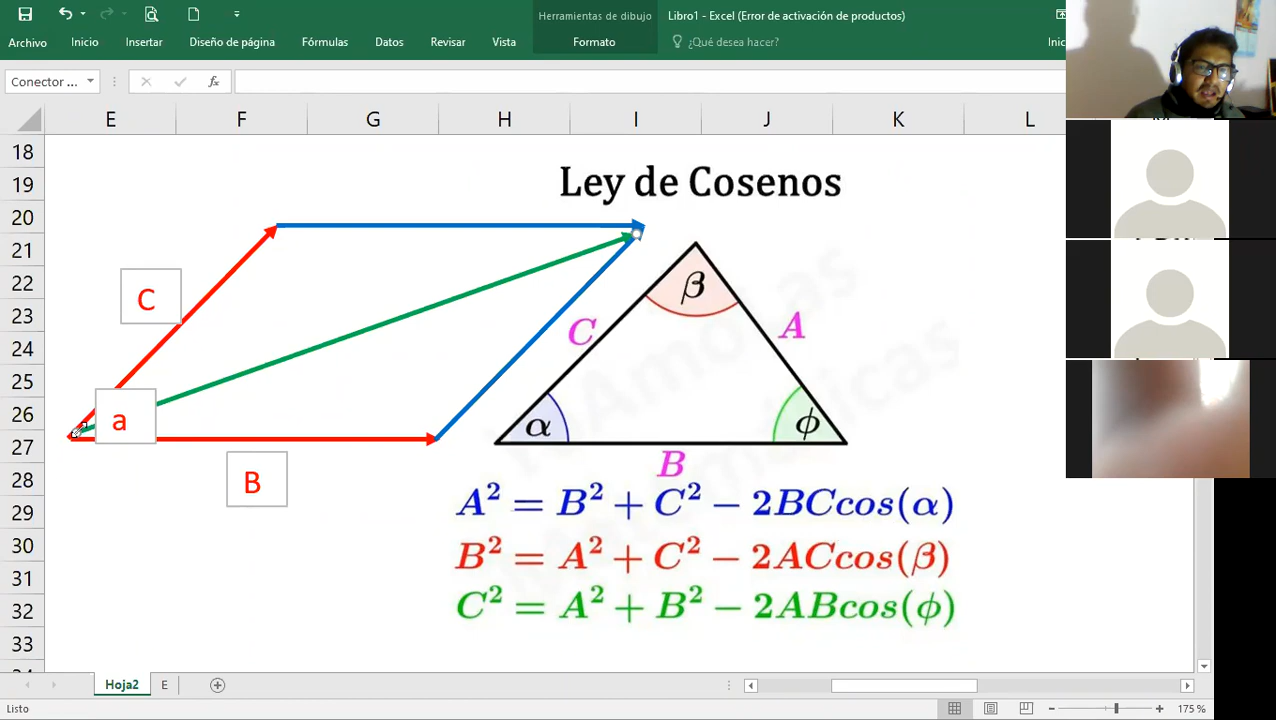 Herramientas de dibujo
Libro1 - Excel (Error de activación de productos)
Archivo
Inicio
Insertar
Diseño de página
Fórmulas
Datos
Revisar
Vista
Formato
¿Qué desea hacer?
Inic
Conector ...
fx
E F G H I J K L
18
19
20
21
22
23
24
25
26
27
28
29
30
31
32
33
Ley de Cosenos
C
a
B
β
C
A
α
ϕ
B
A² = B² + C² − 2BCcos(α)
B² = A² + C² − 2ACcos(β)
C² = A² + B² − 2ABcos(ϕ)
Hoja2
E
Listo
175 %